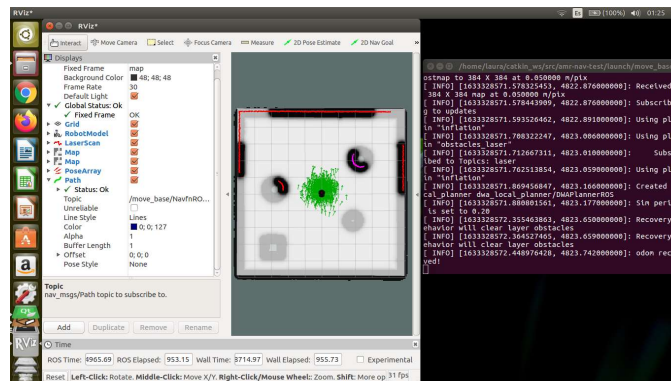 RViz*
Es
(100%)
01:25
RViz*
Interact
Move Camera
Select
Focus Camera
Measure
2D Pose Estimate
2D Nav Goal
»
Displays
Fixed Frame map
Background Color 48; 48; 48
Frame Rate 30
Default Light
Global Status: Ok
Fixed Frame OK
Grid
RobotModel
LaserScan
Map
Map
PoseArray
Path
Status: Ok
Topic /move_base/NavfnRO...
Unreliable
Line Style Lines
Color 0; 0; 127
Alpha 1
Buffer Length 1
Offset 0; 0; 0
Pose Style None
Topic
nav_msgs/Path topic to subscribe to.
Add Duplicate Remove Rename
Time
ROS Time: 4965.69 ROS Elapsed: 953.15 Wall Time: 8714.97 Wall Elapsed: 955.73 Experimental
Reset Left-Click: Rotate. Middle-Click: Move X/Y. Right-Click/Mouse Wheel:: Zoom. Shift: More op 31 fps
/home/laura/catkin_ws/src/amr-nav-test/launch/move_base
ostmap to 384 X 384 at 0.050000 m/pix
[ INFO] [1633328571.578325453, 4822.876000000]: Received
384 X 384 map at 0.050000 m/pix
[ INFO] [1633328571.578443909, 4822.876000000]: Subscribi
g to updates
[ INFO] [1633328571.593526462, 4822.891000000]: Using pl
in "inflation"
[ INFO] [1633328571.708322247, 4823.006000000]: Using pl
in "obstacles_laser"
[ INFO] [1633328571.712667311, 4823.010000000]: Subs
ibed to Topics: laser
[ INFO] [1633328571.762513854, 4823.059000000]: Using pl
in "inflation"
[ INFO] [1633328571.869456847, 4823.166000000]: Created
cal_planner dwa_local_planner/DWAPlannerROS
[ INFO] [1633328571.880801561, 4823.177000000]: Sim peri
is set to 0.20
[ INFO] [1633328572.355463863, 4823.650000000]: Recovery
ehavior will clear layer obstacles
[ INFO] [1633328572.364527465, 4823.659000000]: Recovery
ehavior will clear layer obstacles
[ INFO] [1633328572.448976428, 4823.742000000]: odom rec
ved!